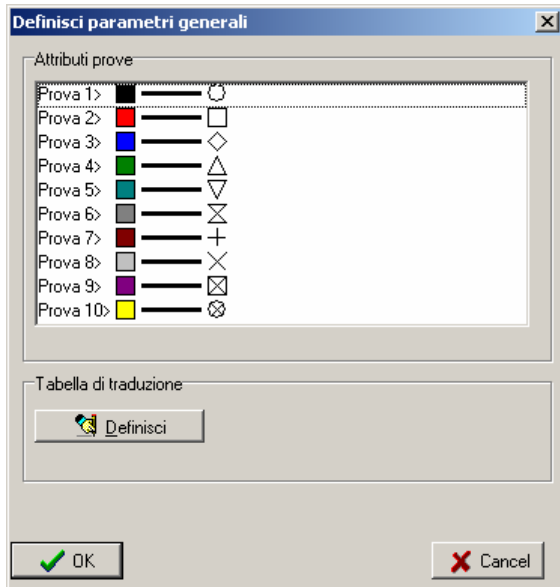 Definisci parametri generali
Attributi prove
Prova 1>
Prova 2>
Prova 3>
Prova 4>
Prova 5>
Prova 6>
Prova 7>
Prova 8>
Prova 9>
Prova 10>
Tabella di traduzione
Definisci
OK
Cancel